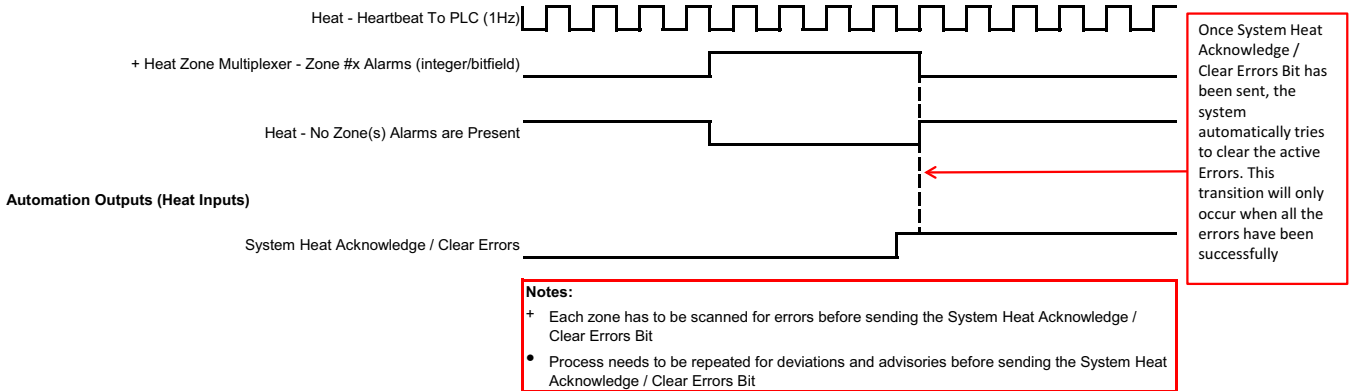 Heat - Heartbeat To PLC (1Hz)
+ Heat Zone Multiplexer - Zone #x Alarms (integer/bitfield)
Heat - No Zone(s) Alarms are Present
Automation Outputs (Heat Inputs)
System Heat Acknowledge / Clear Errors
Once System Heat
Acknowledge /
Clear Errors Bit has
been sent, the
system
automatically tries
to clear the active
Errors. This
transition will only
occur when all the
errors have been
successfully
Notes:
+ Each zone has to be scanned for errors before sending the System Heat Acknowledge /
Clear Errors Bit
• Process needs to be repeated for deviations and advisories before sending the System Heat
Acknowledge / Clear Errors Bit